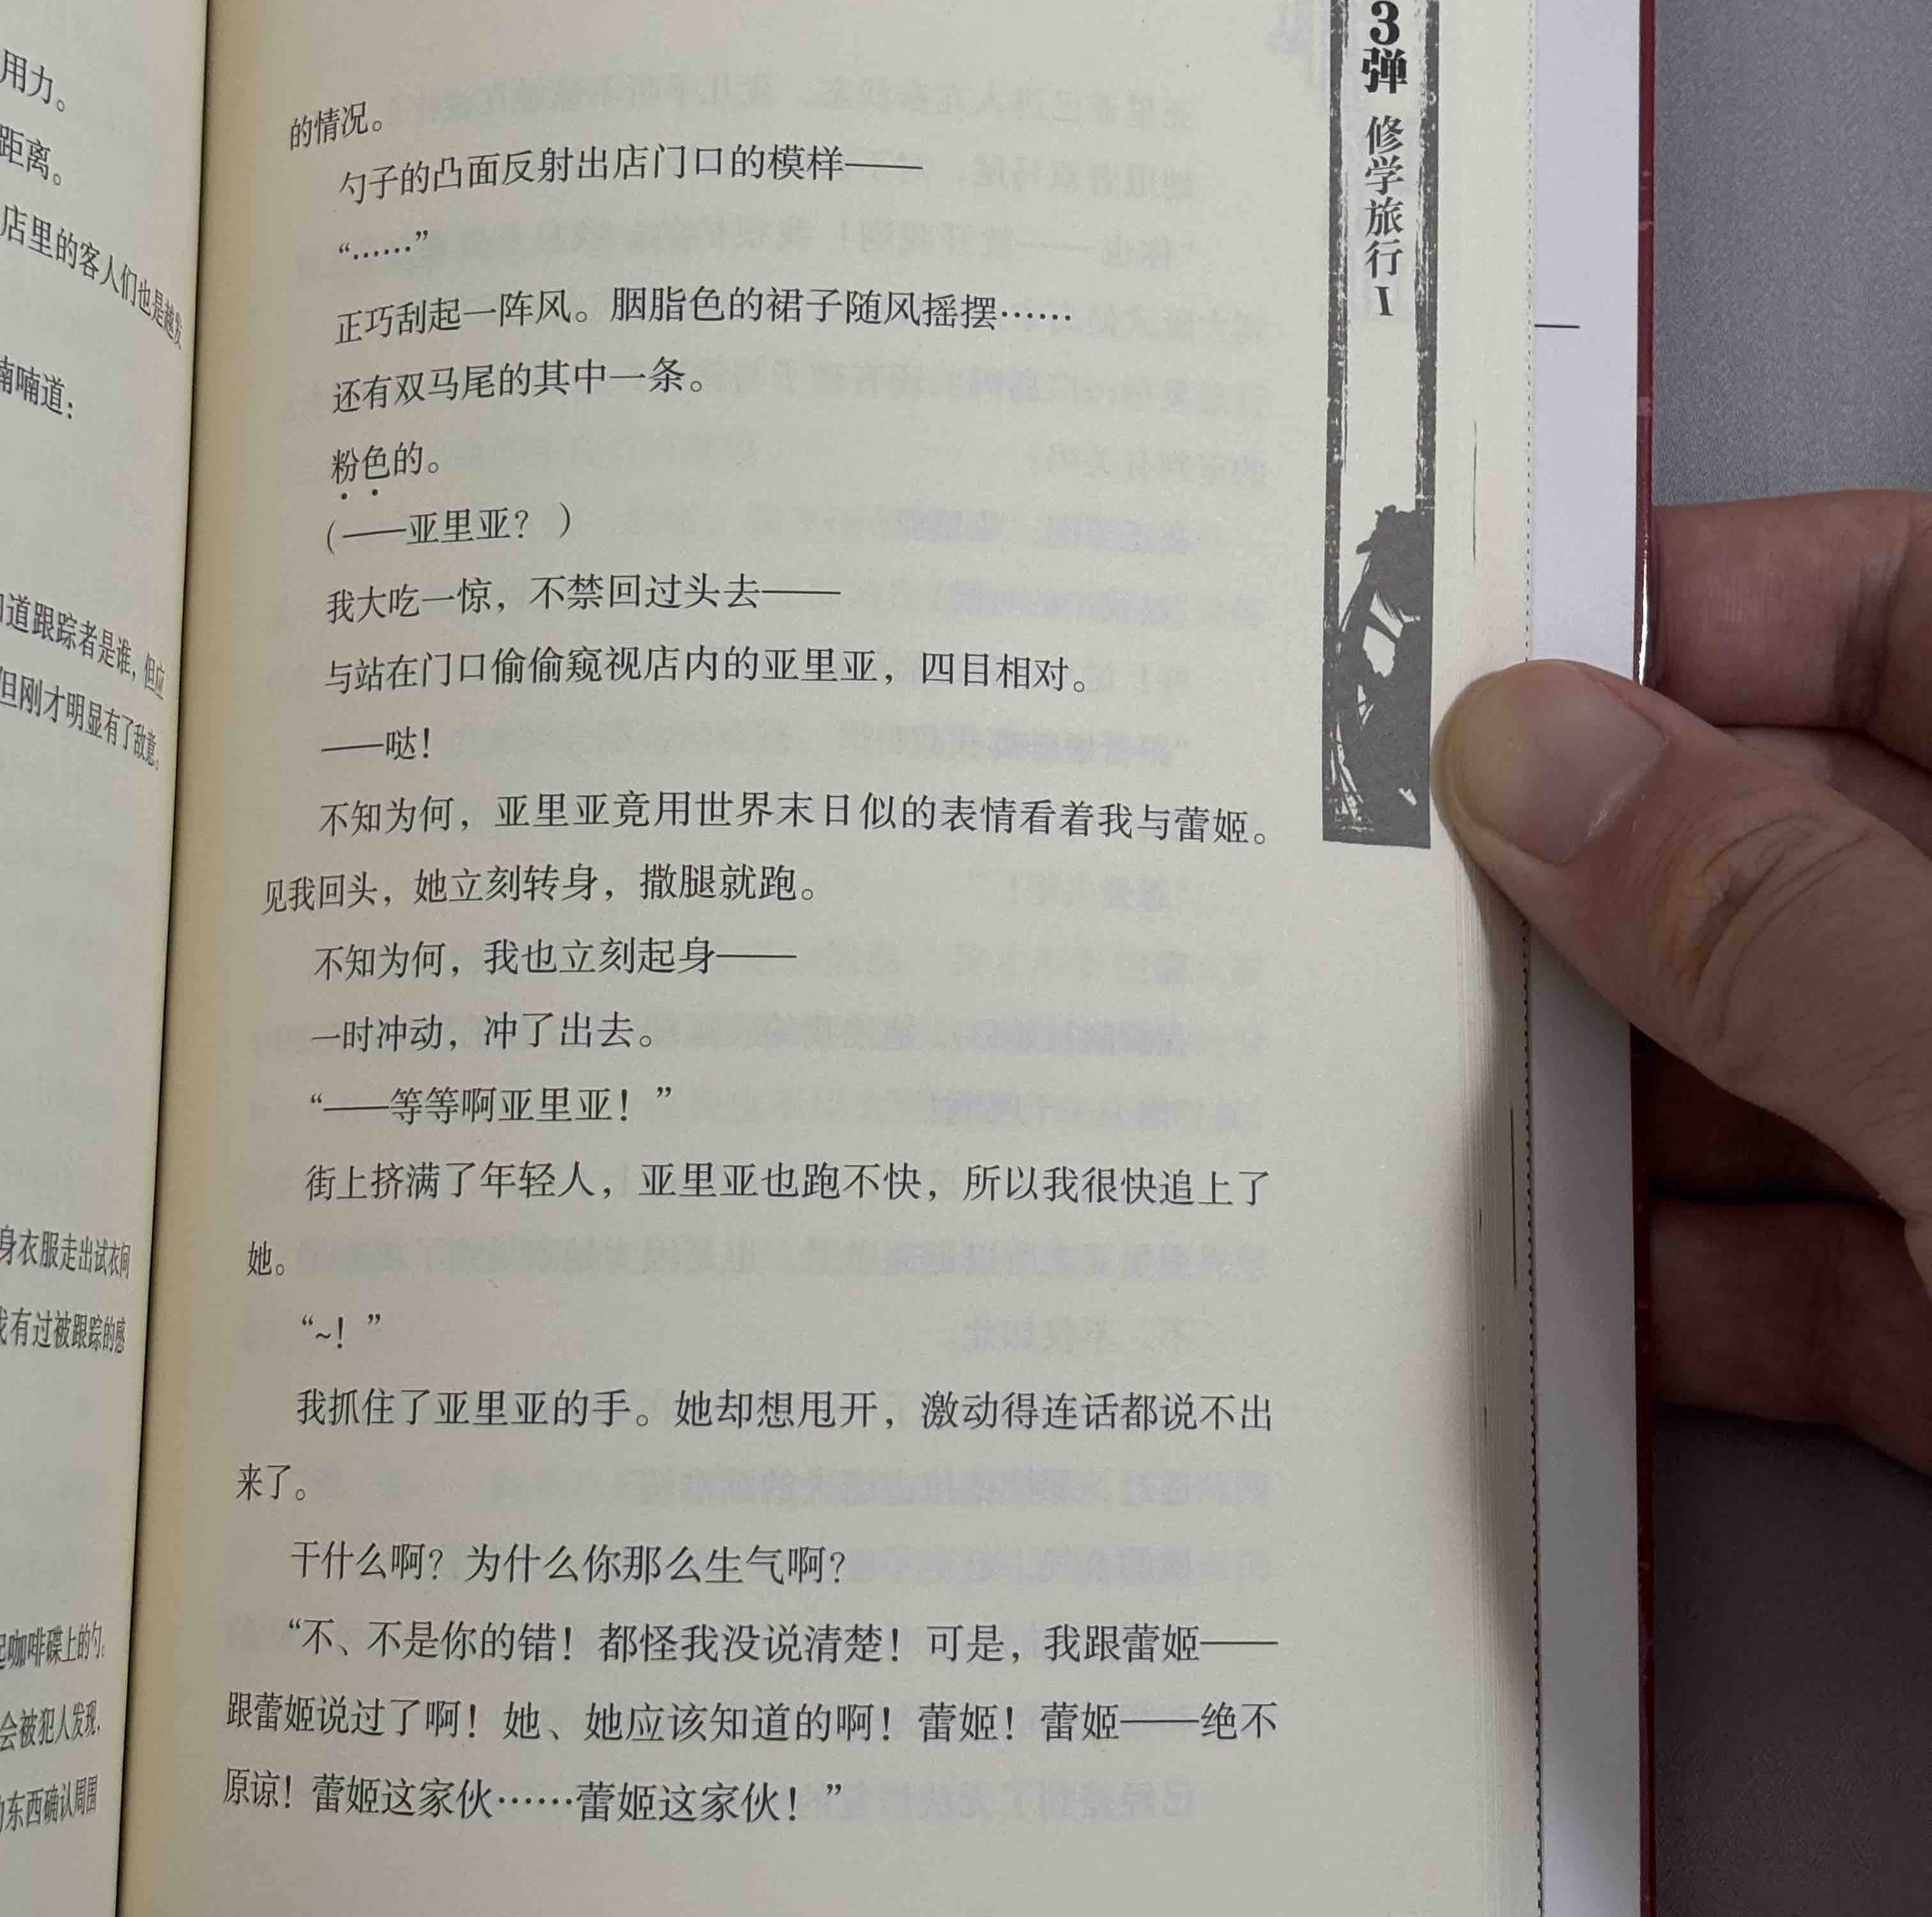 用力。
距离。
店里的客人们也是越发
喃喃道：
道跟踪者是谁，但应
但刚才明显有了敌意。
身衣服走出试衣间
我有过被跟踪的感
起咖啡碟上的勺
会被犯人发现，
东西确认周围
的情况。
勺子的凸面反射出店门口的模样——
“……”
正巧刮起一阵风。胭脂色的裙子随风摇摆……
还有双马尾的其中一条。
粉色的。
（——亚里亚？）
我大吃一惊，不禁回过头去——
与站在门口偷偷窥视店内的亚里亚，四目相对。
——哒！
不知为何，亚里亚竟用世界末日似的表情看着我与蕾姬。
见我回头，她立刻转身，撒腿就跑。
不知为何，我也立刻起身——
一时冲动，冲了出去。
“——等等啊亚里亚！”
街上挤满了年轻人，亚里亚也跑不快，所以我很快追上了
她。
“~！”
我抓住了亚里亚的手。她却想甩开，激动得连话都说不出
来了。
干什么啊？为什么你那么生气啊？
“不、不是你的错！都怪我没说清楚！可是，我跟蕾姬——
跟蕾姬说过了啊！她、她应该知道的啊！蕾姬！蕾姬——绝不
原谅！蕾姬这家伙……蕾姬这家伙！”
3弹 修学旅行 I